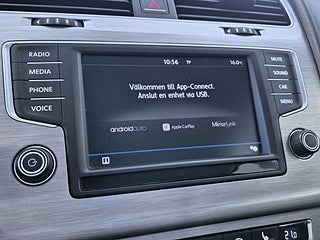 RADIO
MEDIA
PHONE
VOICE
10:56 TP 16.0°C
Välkommen till App-Connect.
Anslut en enhet via USB.
androidauto Apple CarPlay MirrorLink
MUTE
SOUND
CAR
MENU